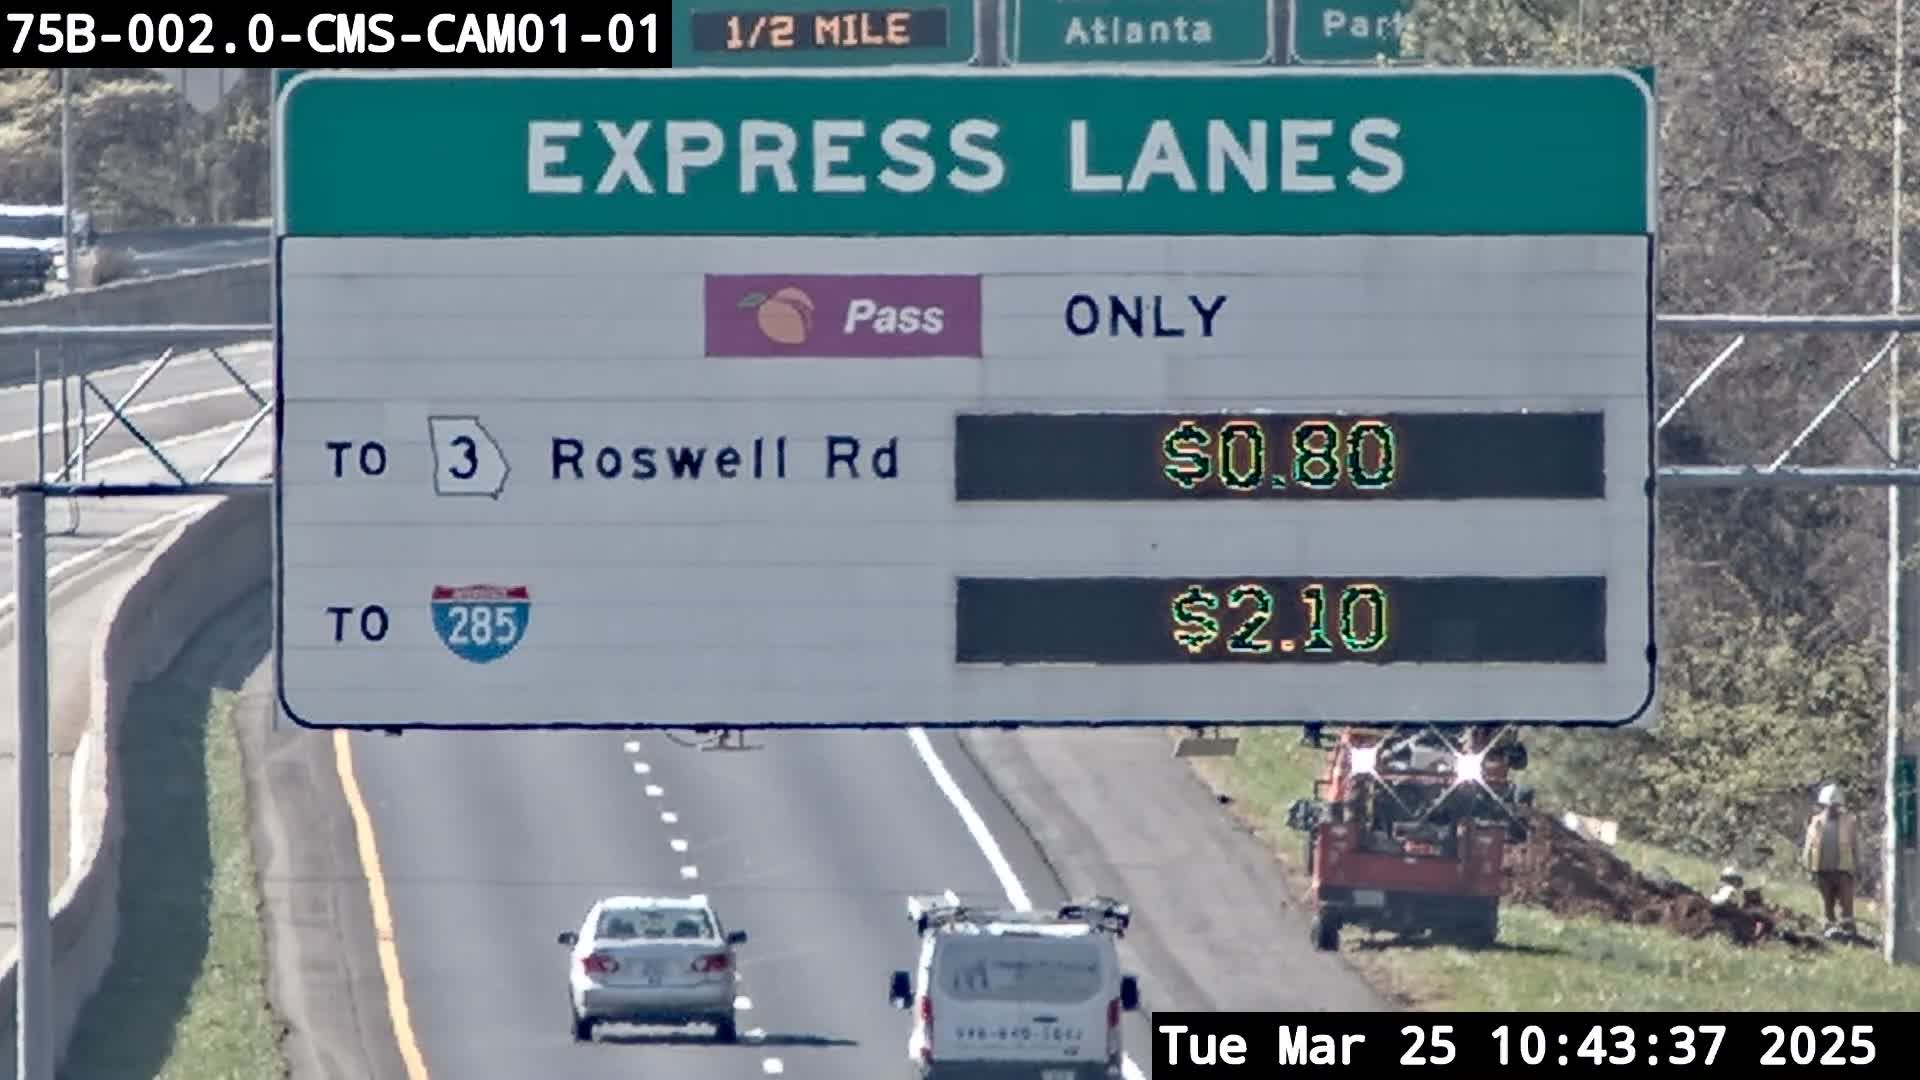 75B-002.0-CMS-CAM01-01
1/2 MILE
Atlanta
EXPRESS LANES
Pass ONLY
TO 3 Roswell Rd $0.80
TO 285 $2.10
Tue Mar 25 10:43:37 2025